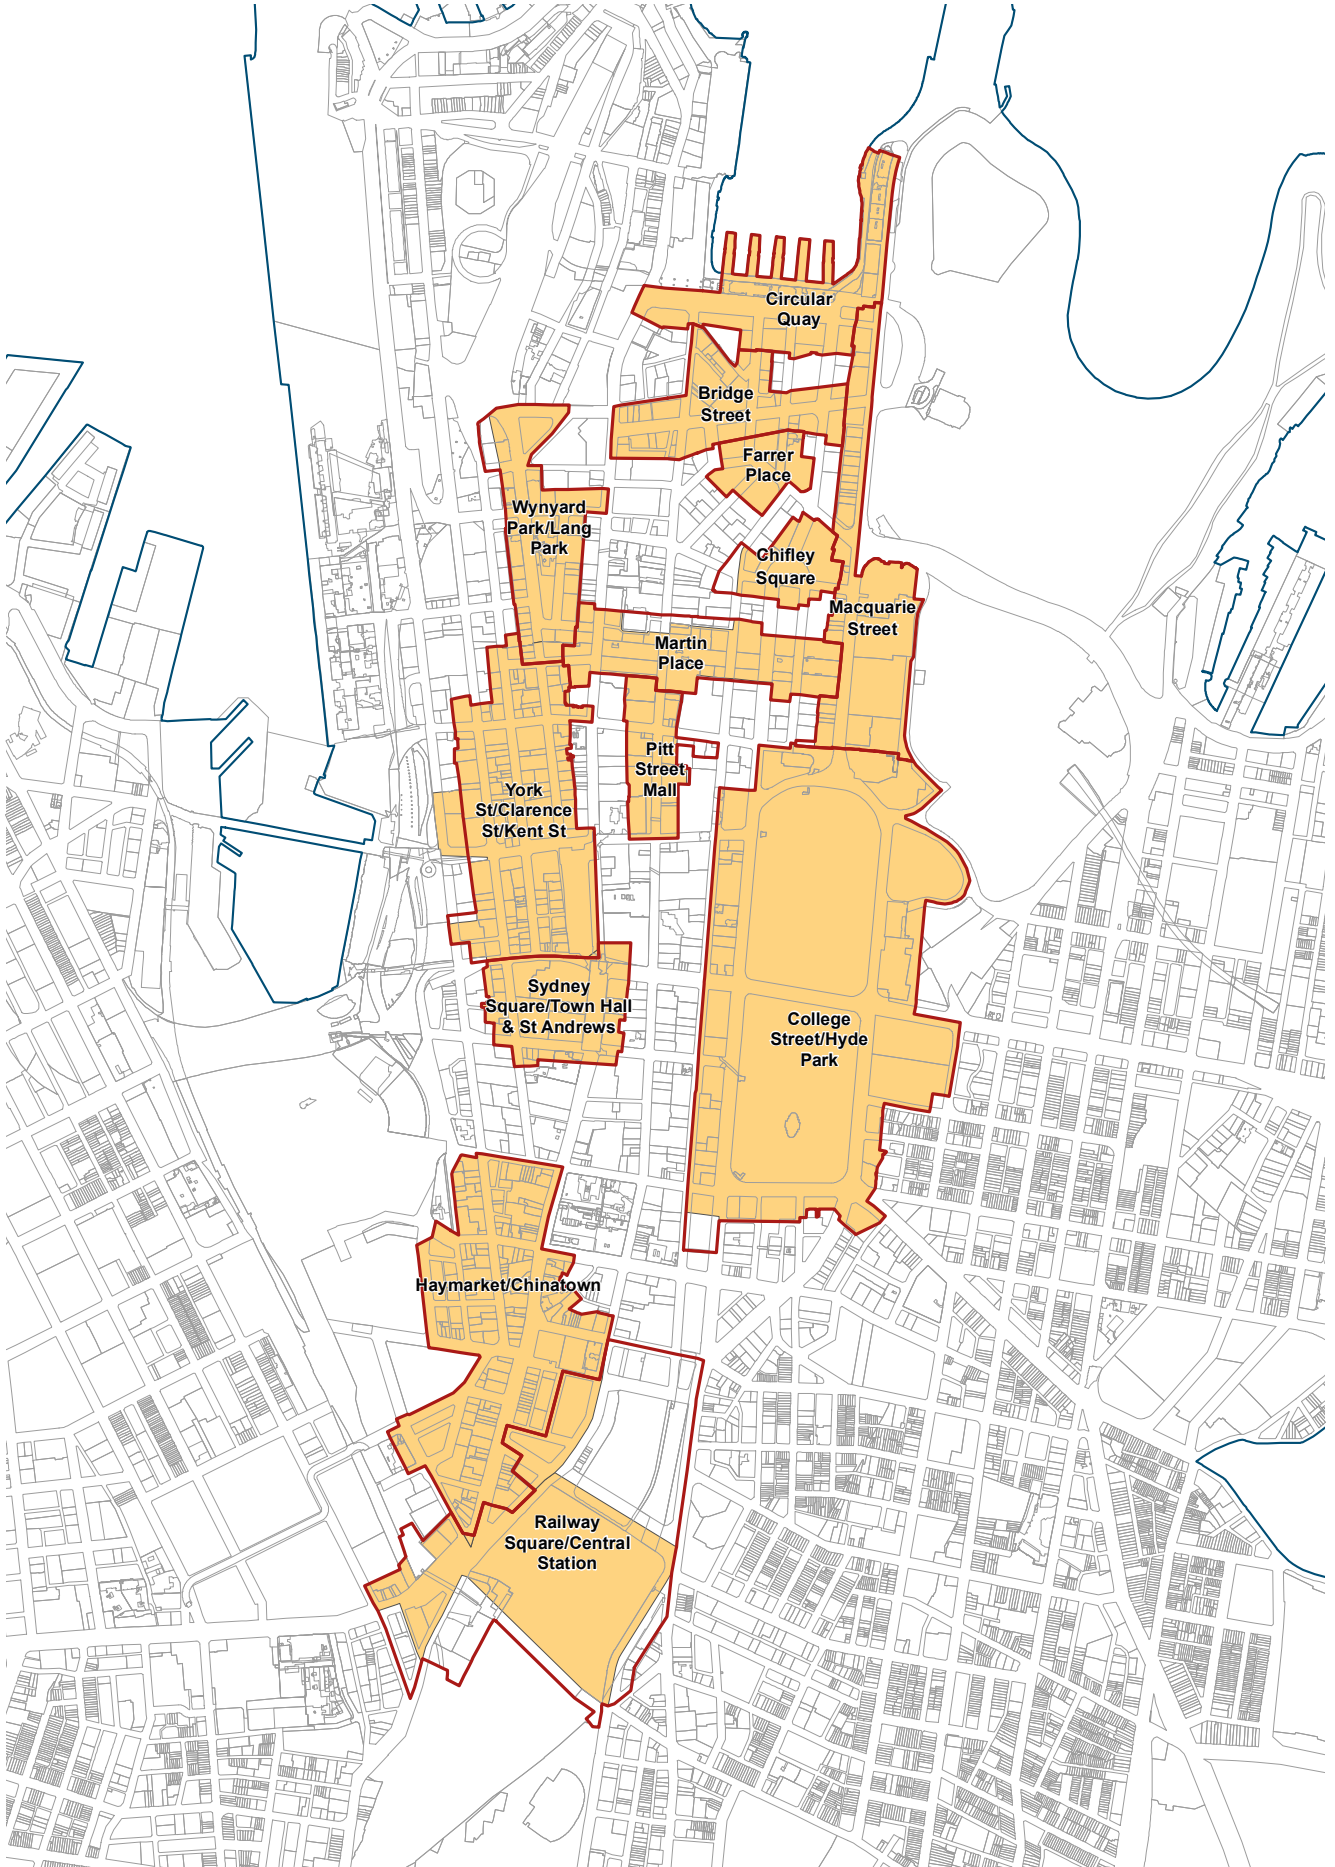 Circular
Quay
Bridge
Street
Farrer
Place
Wynyard
Park/Lang
Park
Chifley
Square
Macquarie
Street
Martin
Place
Pitt
Street
Mall
York
St/Clarence
St/Kent St
Sydney
Square/Town Hall
& St Andrews
College
Street/Hyde
Park
Haymarket/Chinatown
Railway
Square/Central
Station